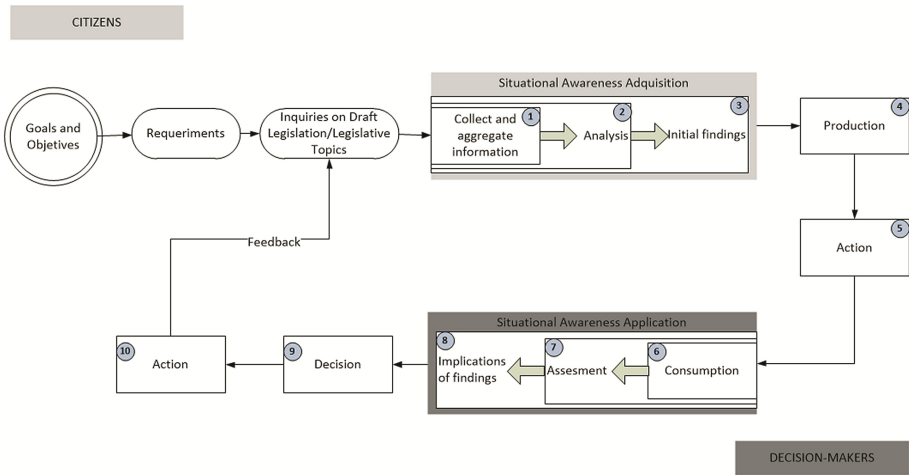 CITIZENS
Situational Awareness Adquisition
Goals and
Objetives
Requeriments
Inquiries on Draft
Legislation/Legislative
Topics
1
Collect and
aggregate
information
2
Analysis
3
Initial findings
4
Production
5
Action
Feedback
Situational Awareness Application
10
Action
9
Decision
8
Implications
of findings
7
Assesment
6
Consumption
DECISION-MAKERS